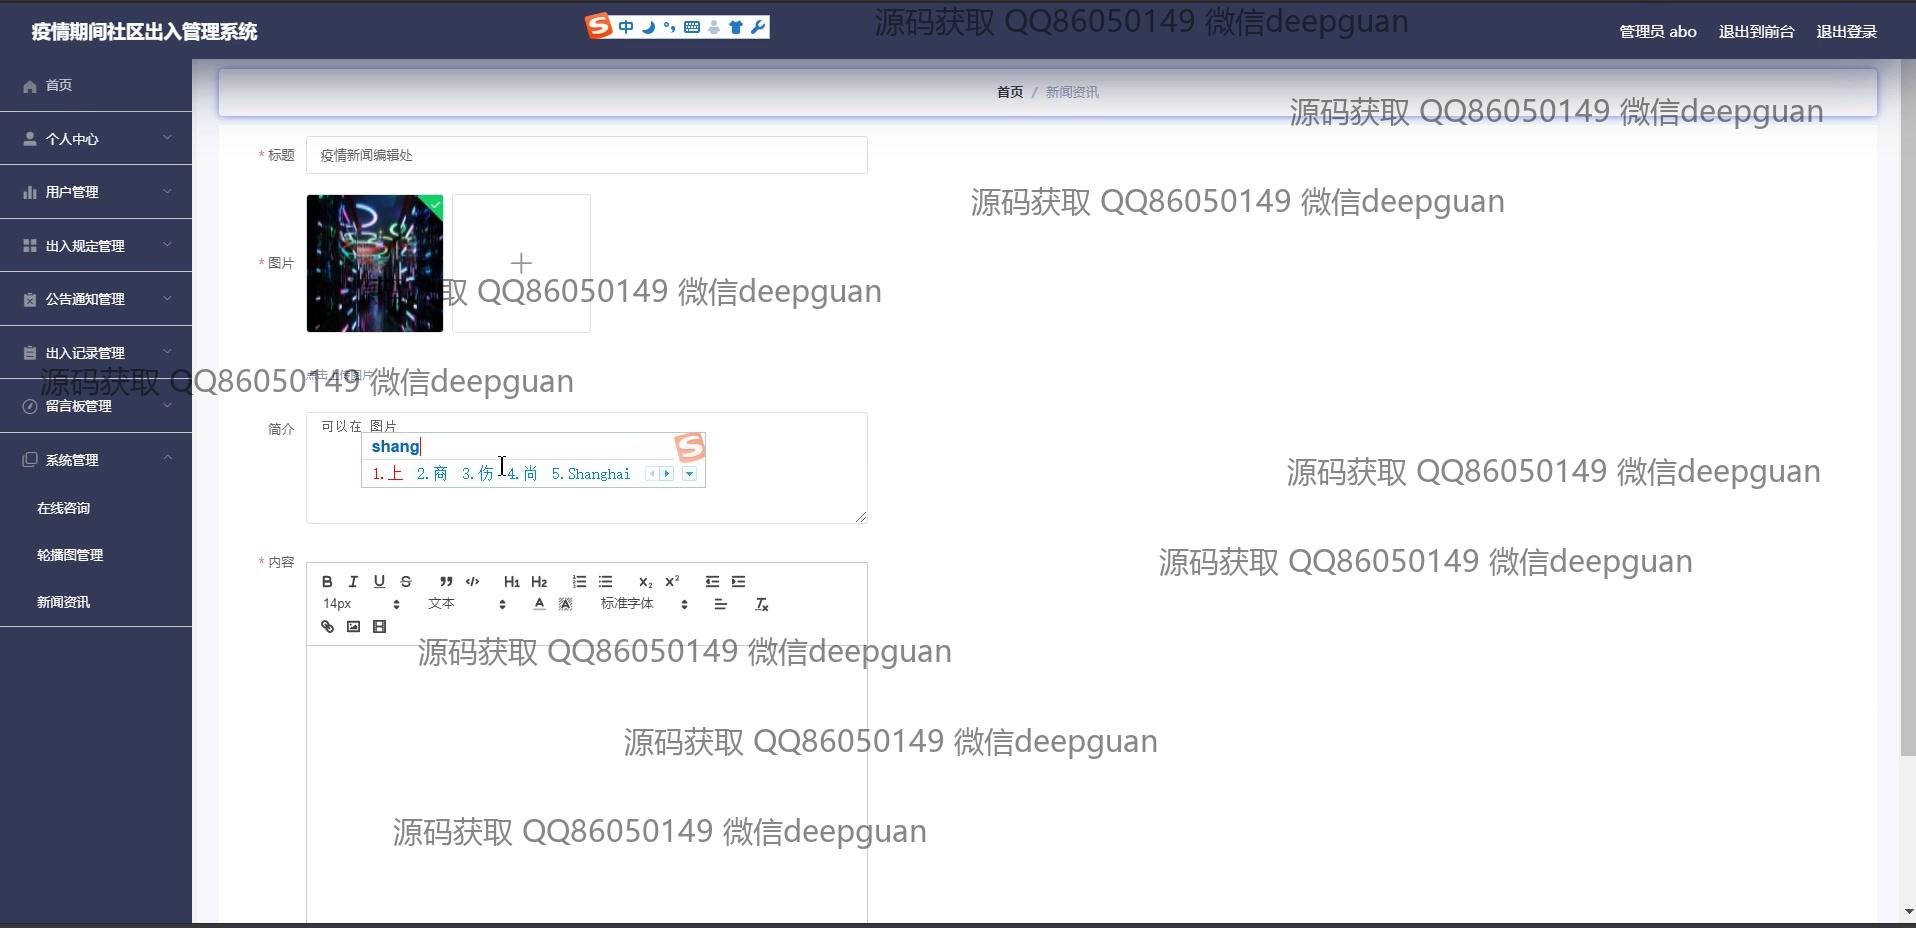 疫情期间社区出入管理系统
中
源码获取 QQ86050149 微信deepguan
管理员 abo 退出到前台 退出登录
首页
首页 / 新闻资讯
源码获取 QQ86050149 微信deepguan
个人中心
* 标题 疫情新闻编辑处
用户管理
源码获取 QQ86050149 微信deepguan
出入规定管理
* 图片
公告通知管理
取 QQ86050149 微信deepguan
出入记录管理
点击上传图片
源码获取 QQ86050149 微信deepguan
留言板管理
简介 可以在 图片
shang
1.上 2.商 3.伤 4.尚 5.Shanghai
系统管理
源码获取 QQ86050149 微信deepguan
在线咨询
轮播图管理
* 内容
源码获取 QQ86050149 微信deepguan
B I U S H1 H2 X₂ X²
新闻资讯
14px 文本 A A 标准字体 Tx
源码获取 QQ86050149 微信deepguan
源码获取 QQ86050149 微信deepguan
源码获取 QQ86050149 微信deepguan